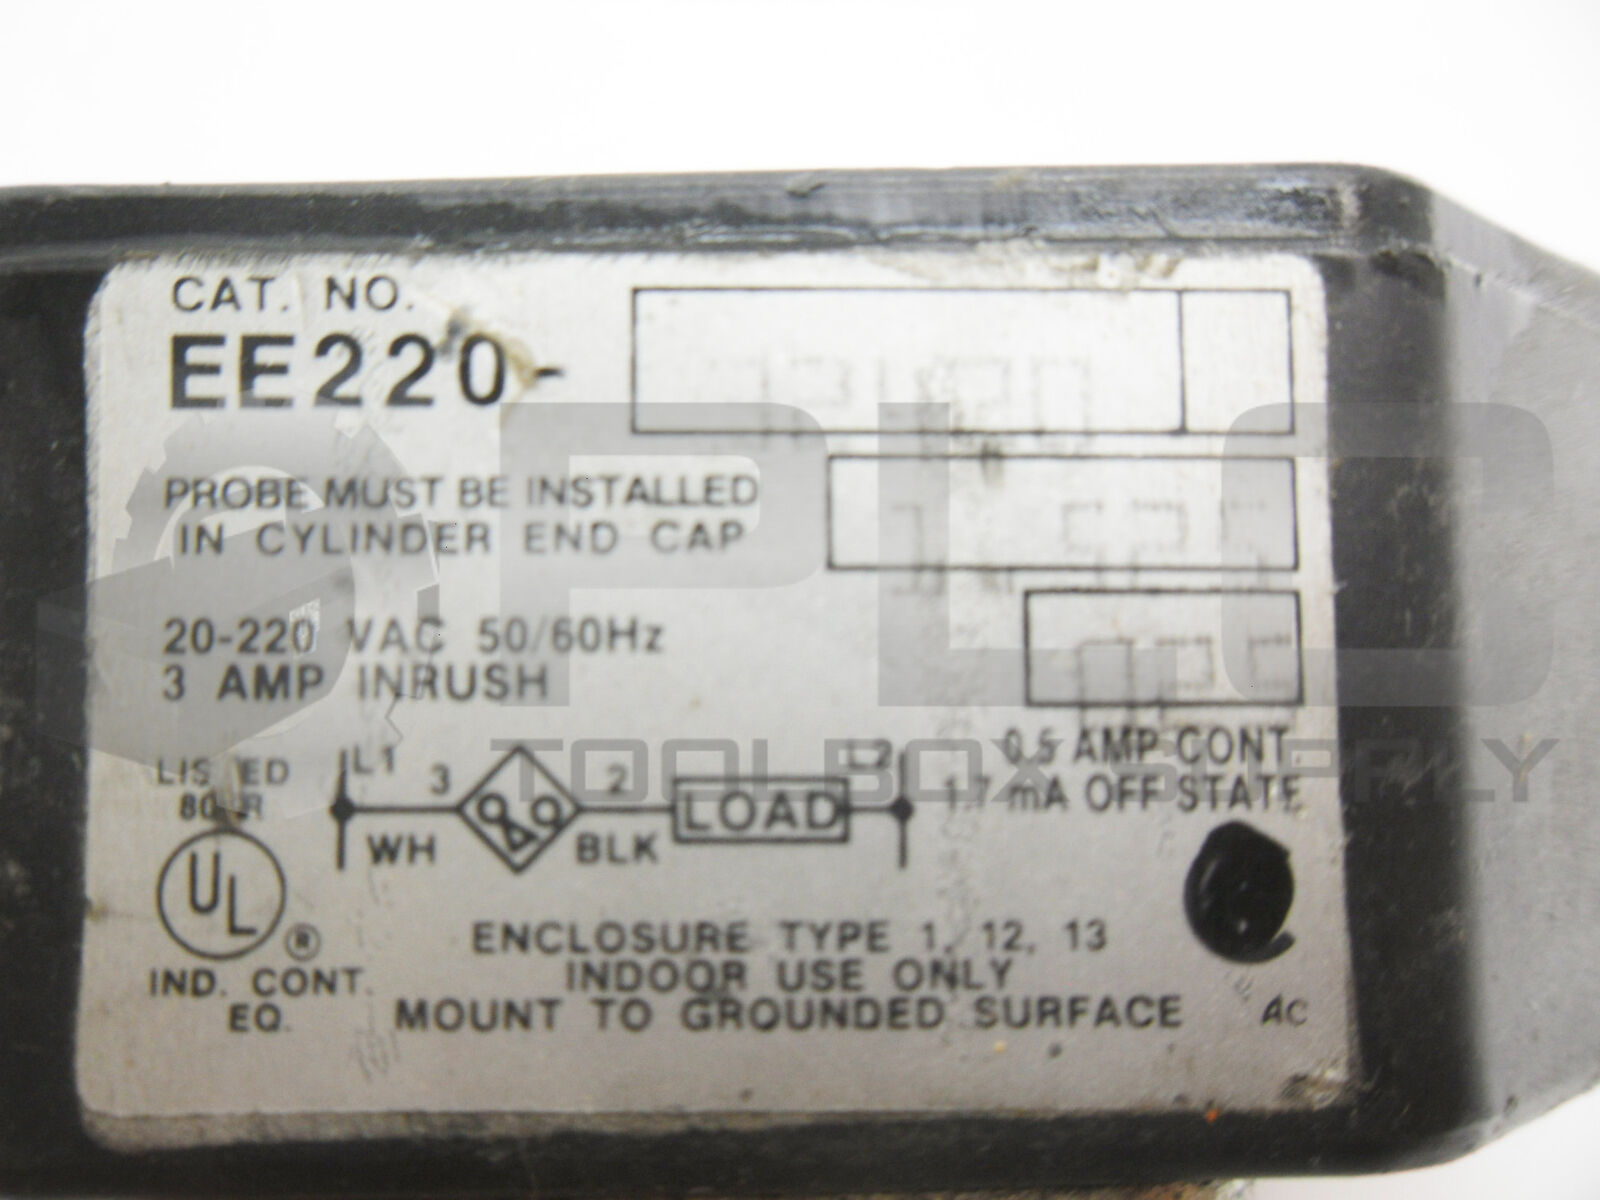 CAT. NO.
EE220-
PROBE MUST BE INSTALLED
IN CYLINDER END CAP
20-220 VAC 50/60Hz
3 AMP INRUSH
0.5 AMP CONT.
1.7 mA OFF STATE
LISTED
L1
3
2
LOAD
L2
WH
BLK
UL
®
IND. CONT.
EQ.
ENCLOSURE TYPE 1, 12, 13
INDOOR USE ONLY
MOUNT TO GROUNDED SURFACE
AC
PLC
TOOLBOX SUPPLY